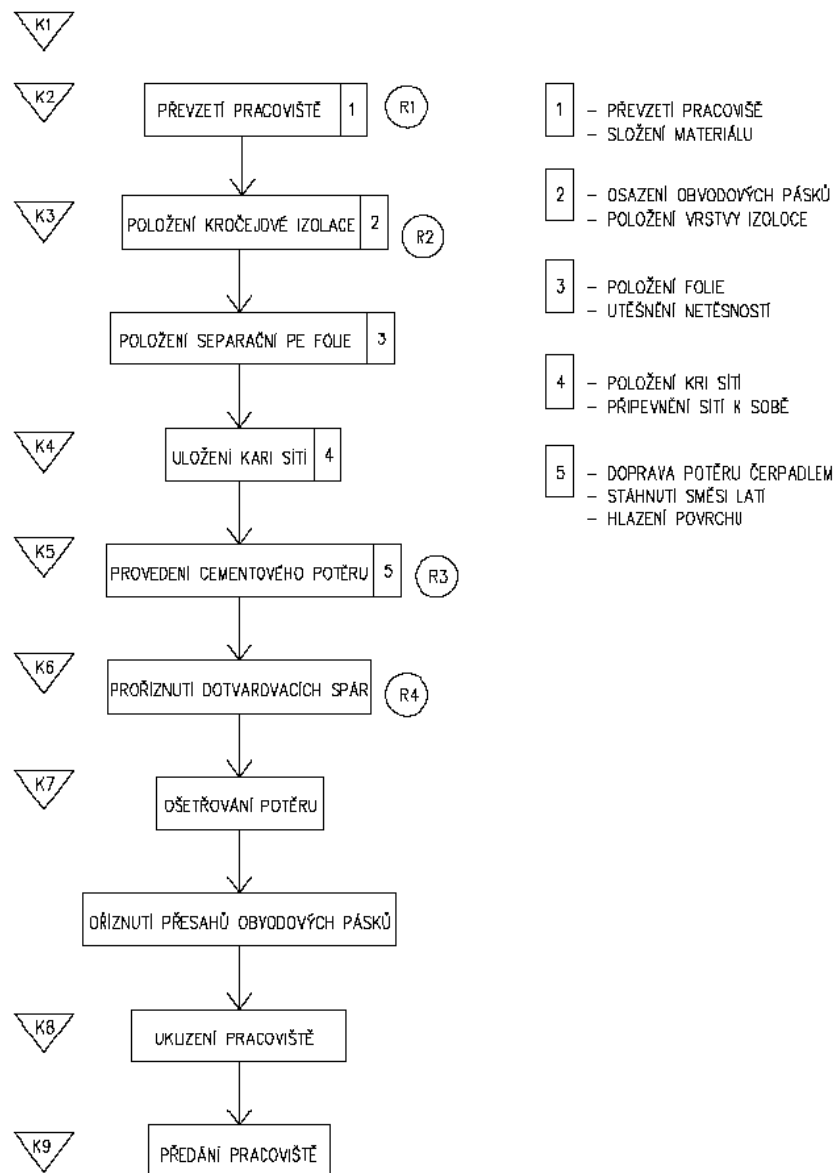 K1
K2
PŘEVZETÍ PRACOVIŠTĚ 1
R1
K3
POLOŽENÍ KROČEJOVÉ IZOLACE 2
R2
POLOŽENÍ SEPARAČNÍ PE FÓLIE 3
K4
ULOŽENÍ KARI SÍTÍ 4
K5
PROVEDENÍ CEMENTOVÉHO POTĚRU 5
R3
K6
PROŘÍZNUTÍ DOTVARDVACÍCH SPÁR
R4
K7
OŠETŘOVÁNÍ POTĚRU
OŘÍZNUTÍ PŘESAHŮ OBVODOVÝCH PÁSKŮ
K8
UKLIZENÍ PRACOVIŠTĚ
K9
PŘEDÁNÍ PRACOVIŠTĚ
1 – PŘEVZETÍ PRACOVIŠĚ
– SLOŽENÍ MATERIÁLU
2 – OSAZENÍ OBVODOVÝCH PÁSKŮ
– POLOŽENÍ VRSTVY IZOLOCE
3 – POLOŽENÍ FOLIE
– UTĚŠNĚNÍ NETĚSNOSTÍ
4 – POLOŽENÍ KRI SÍTÍ
– PŘIPEVNĚNÍ SÍTÍ K SOBĚ
5 – DOPRAVA POTĚRU ČERPADLEM
– STÁHNUTÍ SMĚSI LATÍ
– HLAZENÍ POVRCHU